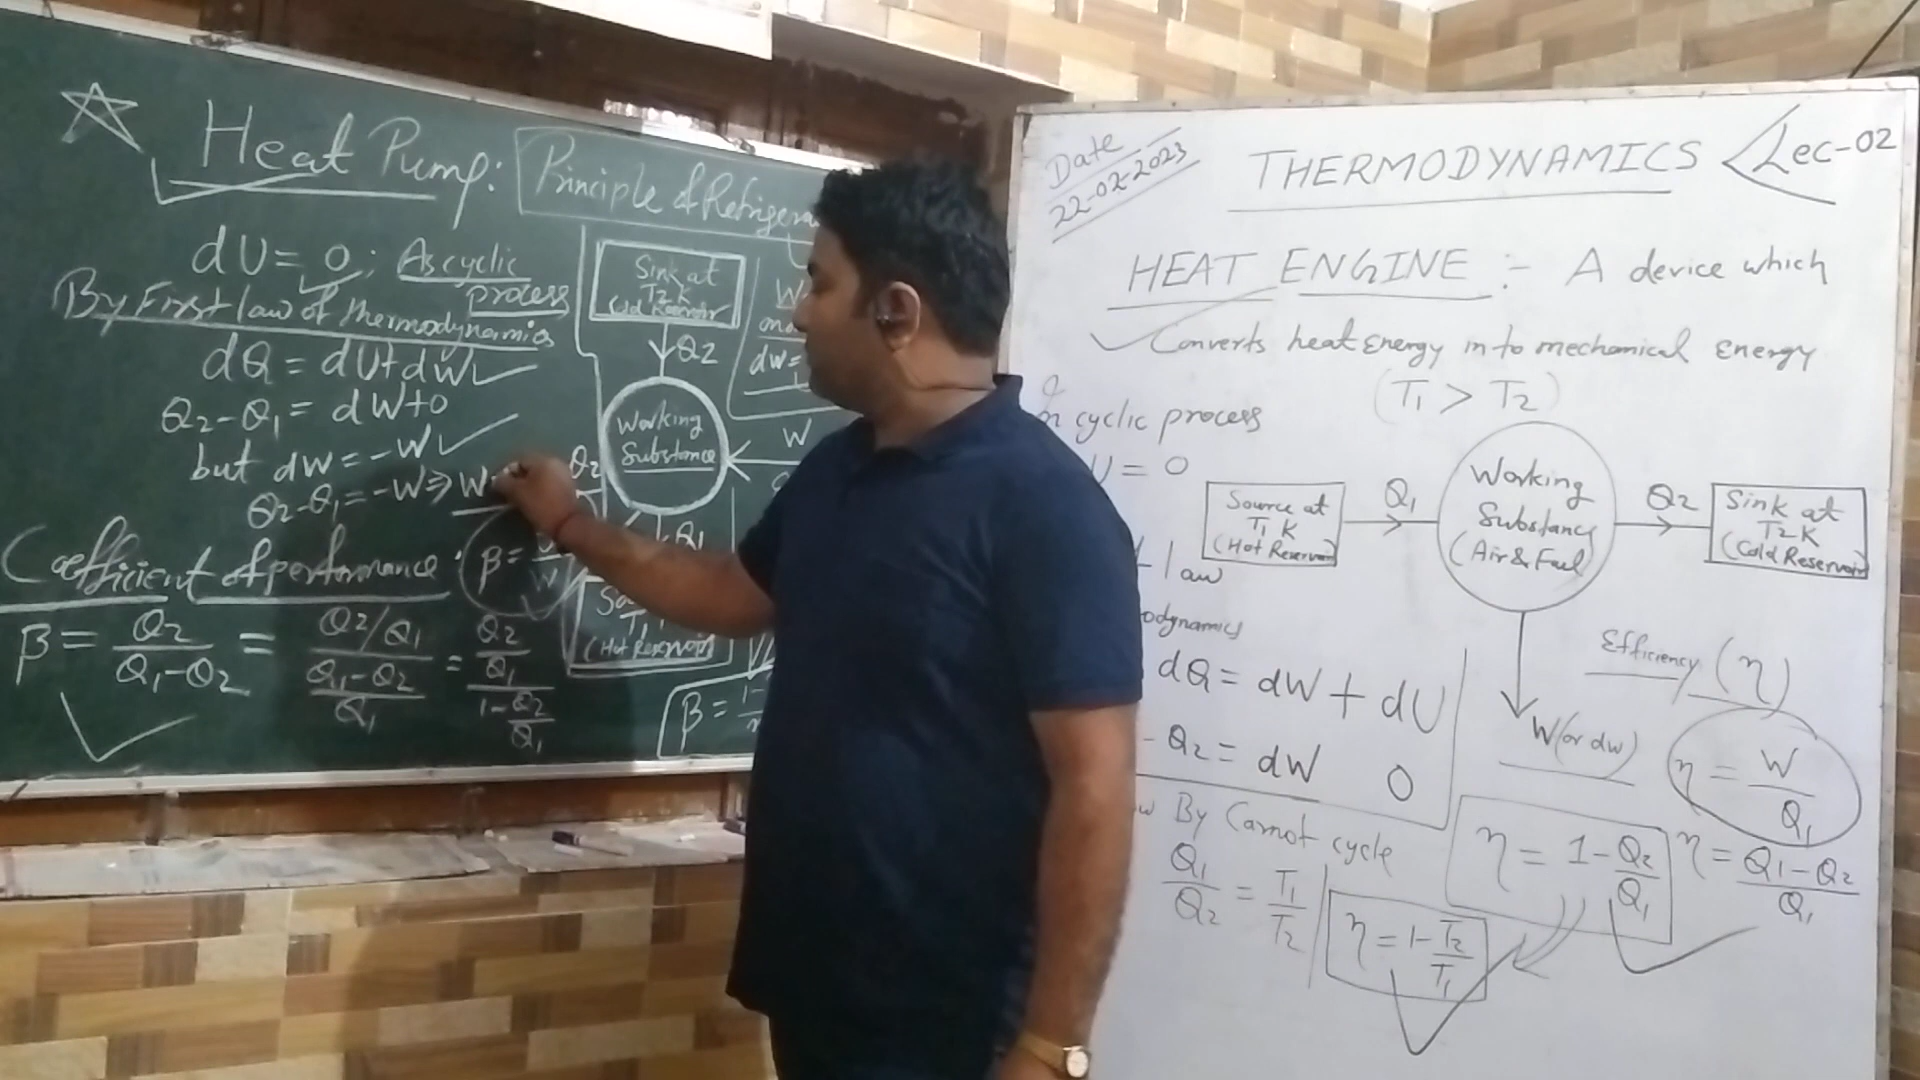 Heat Pump: Principle of
dU = 0; As cyclic process
By First law of thermodynamics
dQ = dU + dW
Q2 - Q1 = dW + 0
but dW = -W
Q2 - Q1 = -W ⇒ W
Coefficient of performance : β =
W
β = Q2/(Q1-Q2) = (Q2/Q1)/((Q1-Q2)/Q1) = (Q2/Q1)/(1-Q2/Q1)
Sink at
T2 K
Cold Reservoir
Q2
Working
Substance
W
Q2
Q1
T1
(Hot Reservoir)
dW =
β =
Date
22-02-2023
THERMODYNAMICS
Lec-02
HEAT ENGINE :- A device which
Converts heat Energy in to mechanical energy
(T1 > T2)
cyclic process
U = 0
Source at
T1 K
(Hot Reservoir)
Q1
Working
Substance
(Air & Fuel)
Q2
Sink at
T2 K
(Cold Reservoir)
law
odynamics
dQ = dW + dU
- Q2 = dW 0
W (or dW)
Efficiency (η)
η = W/Q1
η = 1 - Q2/Q1
η = (Q1 - Q2)/Q1
By Carnot cycle
Q1/Q2 = T1/T2
η = 1 - T2/T1